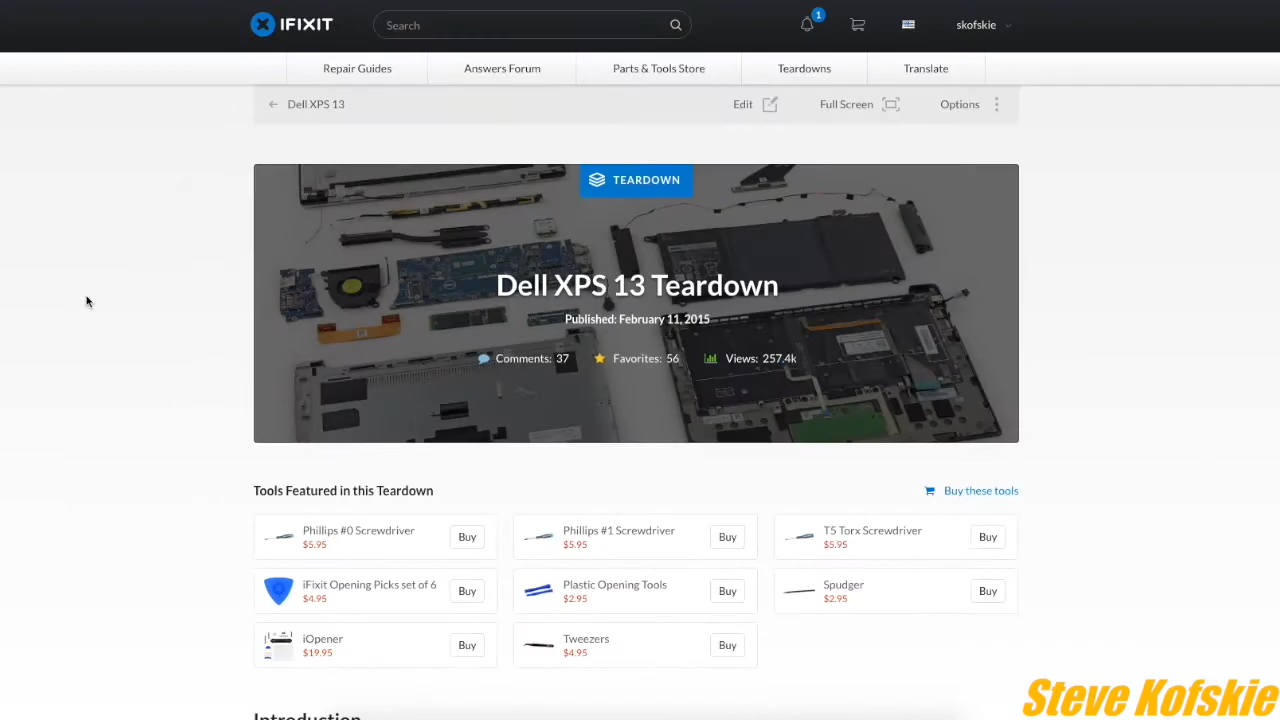 IFIXIT
Search
1
skofskie
Repair Guides
Answers Forum
Parts & Tools Store
Teardowns
Translate
Dell XPS 13
Edit
Full Screen
Options
TEARDOWN
Dell XPS 13 Teardown
Published: February 11, 2015
Comments: 37
Favorites: 56
Views: 257.4k
Tools Featured in this Teardown
Buy these tools
Phillips #0 Screwdriver
$5.95
Buy
Phillips #1 Screwdriver
$5.95
Buy
T5 Torx Screwdriver
$5.95
Buy
iFixit Opening Picks set of 6
$4.95
Buy
Plastic Opening Tools
$2.95
Buy
Spudger
$2.95
Buy
iOpener
$19.95
Buy
Tweezers
$4.95
Buy
Introduction
Steve Kofskie